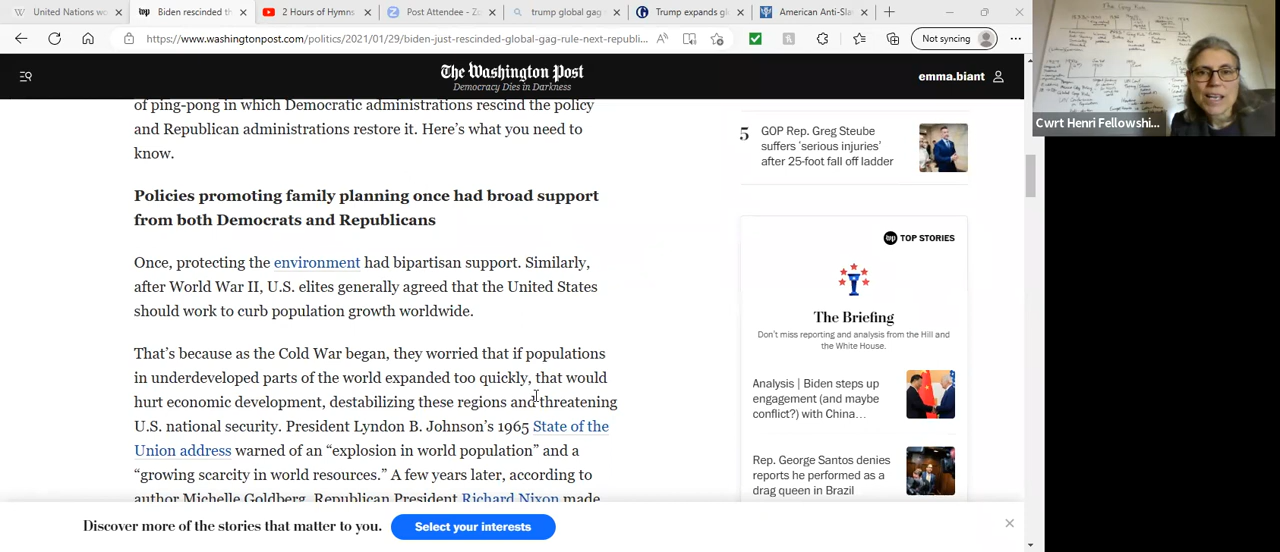 United Nations wo
Biden rescinded th
2 Hours of Hymns
Post Attendee - Zo
trump global gag
Trump expands gl
American Anti-Sla
https://www.washingtonpost.com/politics/2021/01/29/biden-just-rescinded-global-gag-rule-next-republi...
Not syncing
The Washington Post
Democracy Dies in Darkness
emma.biant
of ping-pong in which Democratic administrations rescind the policy
and Republican administrations restore it. Here's what you need to
know.
Policies promoting family planning once had broad support
from both Democrats and Republicans
Once, protecting the environment had bipartisan support. Similarly,
after World War II, U.S. elites generally agreed that the United States
should work to curb population growth worldwide.
That's because as the Cold War began, they worried that if populations
in underdeveloped parts of the world expanded too quickly, that would
hurt economic development, destabilizing these regions and threatening
U.S. national security. President Lyndon B. Johnson's 1965 State of the
Union address warned of an "explosion in world population" and a
"growing scarcity in world resources." A few years later, according to
author Michelle Goldberg, Republican President Richard Nixon made
5
GOP Rep. Greg Steube
suffers 'serious injuries'
after 25-foot fall off ladder
wp TOP STORIES
The Briefing
Don't miss reporting and analysis from the Hill and
the White House.
Analysis | Biden steps up
engagement (and maybe
conflict?) with China...
Rep. George Santos denies
reports he performed as a
drag queen in Brazil
Discover more of the stories that matter to you.
Select your interests
The Gag Rule
Cwrt Henri Fellowshi...